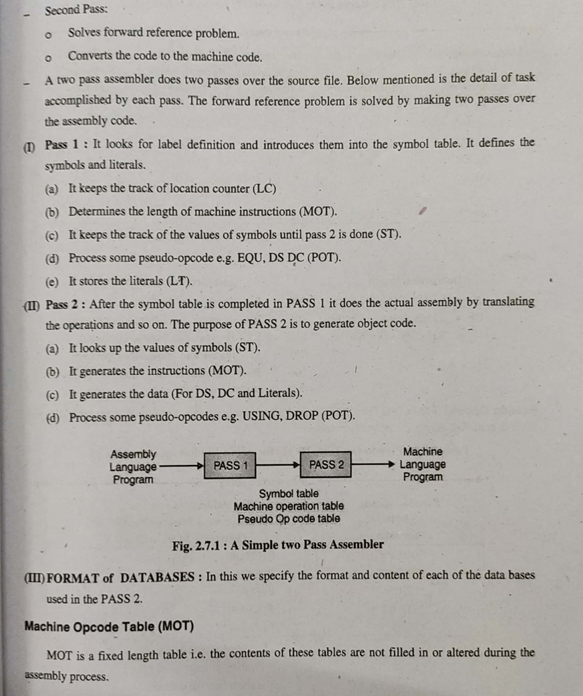 – Second Pass:
o Solves forward reference problem.
o Converts the code to the machine code.
– A two pass assembler does two passes over the source file. Below mentioned is the detail of task
accomplished by each pass. The forward reference problem is solved by making two passes over
the assembly code.
(I) Pass 1 : It looks for label definition and introduces them into the symbol table. It defines the
symbols and literals.
(a) It keeps the track of location counter (LC)
(b) Determines the length of machine instructions (MOT).
(c) It keeps the track of the values of symbols until pass 2 is done (ST).
(d) Process some pseudo-opcode e.g. EQU, DS DC (POT).
(e) It stores the literals (LT).
(II) Pass 2 : After the symbol table is completed in PASS 1 it does the actual assembly by translating
the operations and so on. The purpose of PASS 2 is to generate object code.
(a) It looks up the values of symbols (ST).
(b) It generates the instructions (MOT).
(c) It generates the data (For DS, DC and Literals).
(d) Process some pseudo-opcodes e.g. USING, DROP (POT).
Assembly
Language
Program
PASS 1
PASS 2
Machine
Language
Program
Symbol table
Machine operation table
Pseudo Op code table
Fig. 2.7.1 : A Simple two Pass Assembler
(III) FORMAT of DATABASES : In this we specify the format and content of each of the data bases
used in the PASS 2.
Machine Opcode Table (MOT)
MOT is a fixed length table i.e. the contents of these tables are not filled in or altered during the
assembly process.